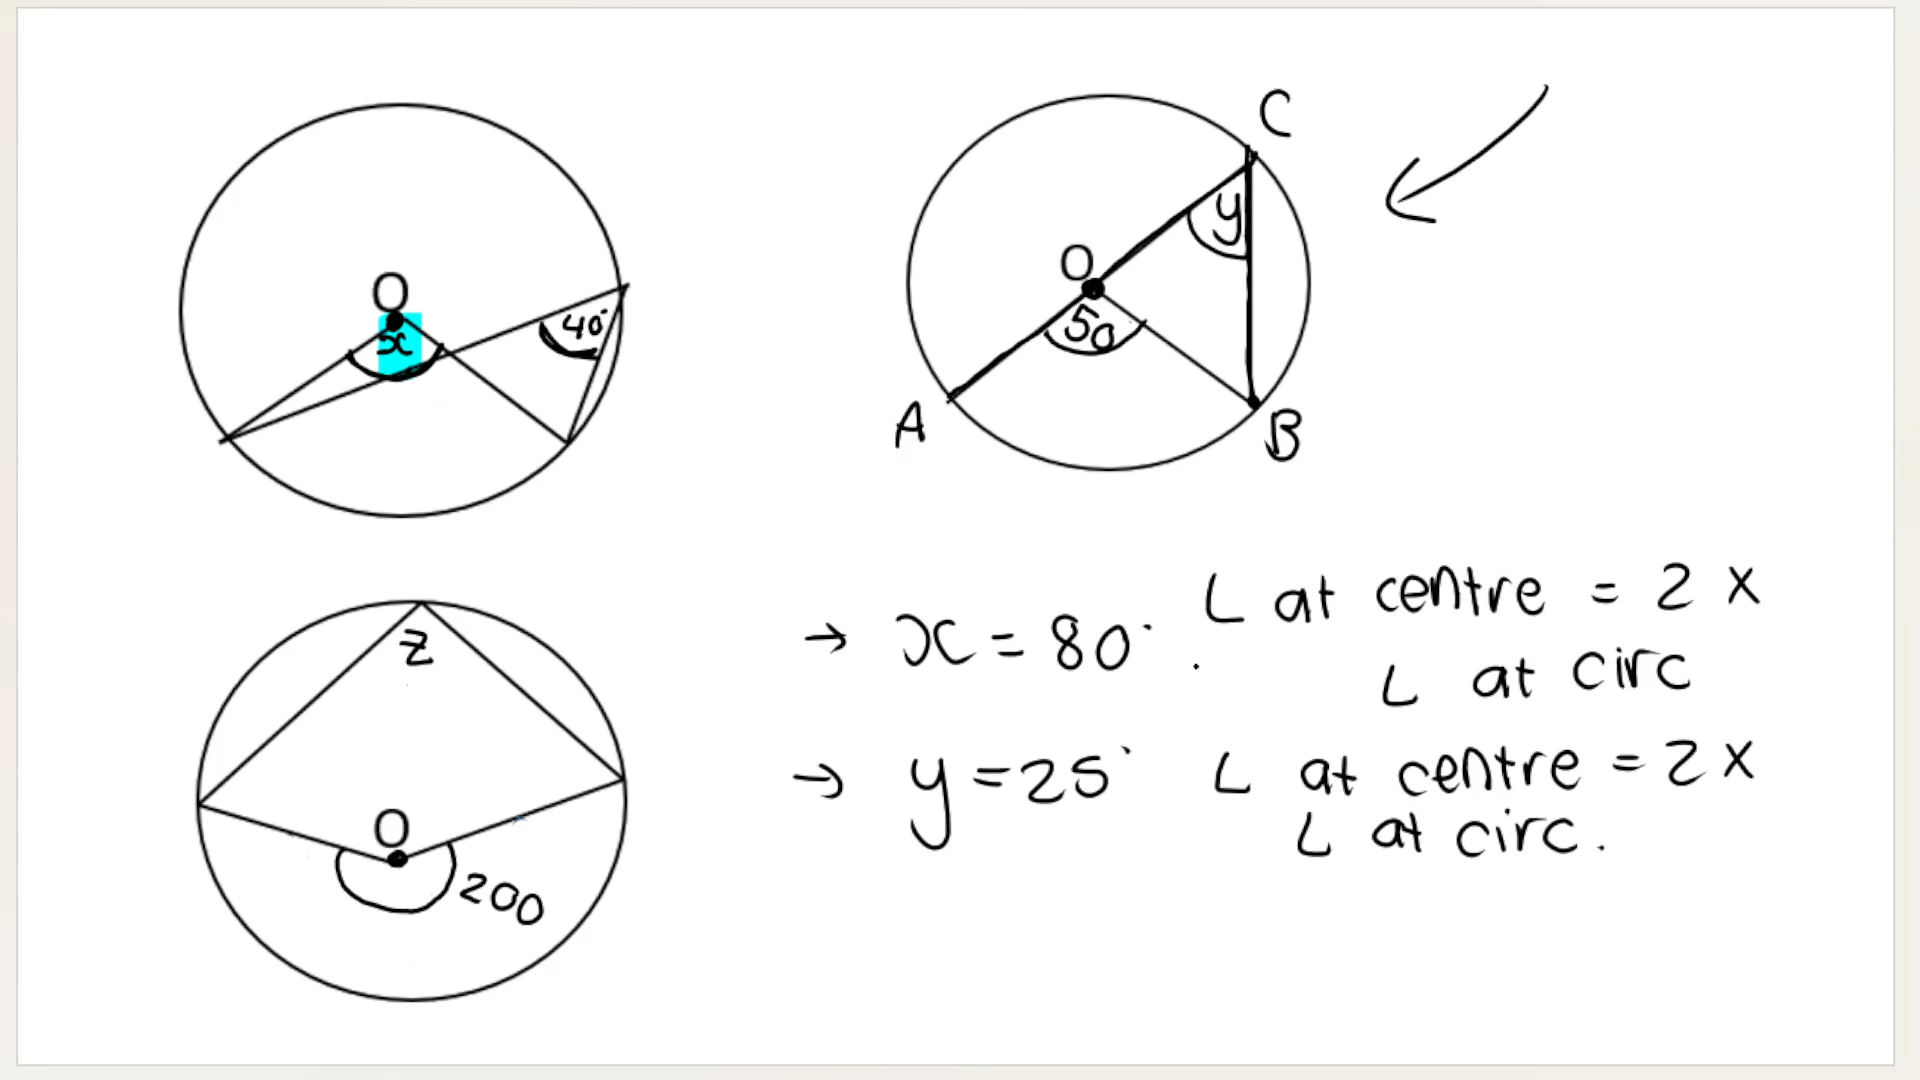 O
x
40°
C
y
O
50
A
B
z
O
200
→ x = 80° . ∠ at centre = 2 x
∠ at circ
→ y = 25° ∠ at centre = 2 x
∠ at circ.